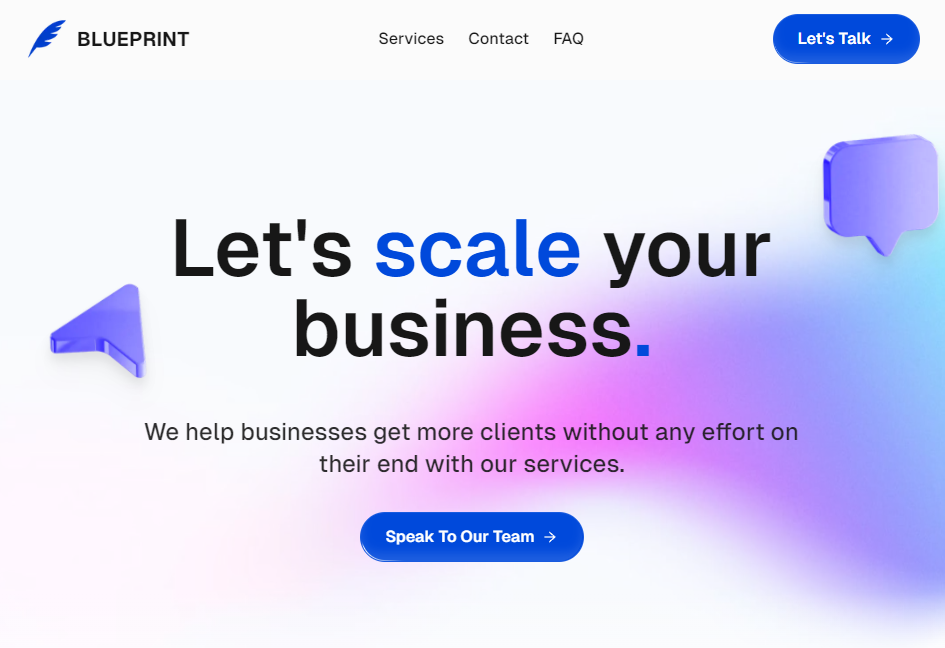 BLUEPRINT
Services
Contact
FAQ
Let's Talk →
Let's scale your
business.
We help businesses get more clients without any effort on
their end with our services.
Speak To Our Team →